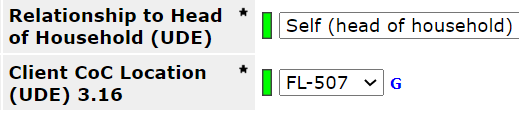 Relationship to Head * Self (head of household)
of Household (UDE)
Client CoC Location * FL-507 G
(UDE) 3.16